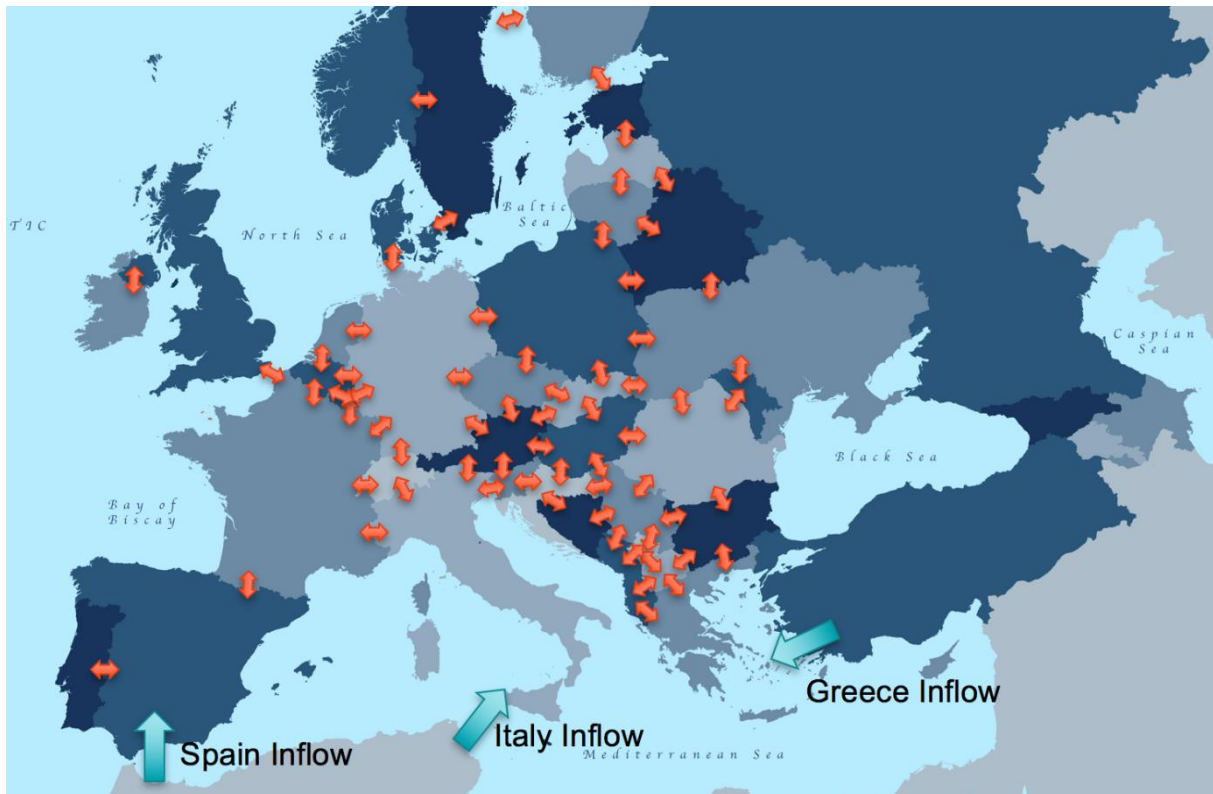 TIC
North Sea
Baltic
Sea
Caspian
Sea
Black Sea
Bay of
Biscay
Greece Inflow
Italy Inflow
Spain Inflow
Mediterranean Sea